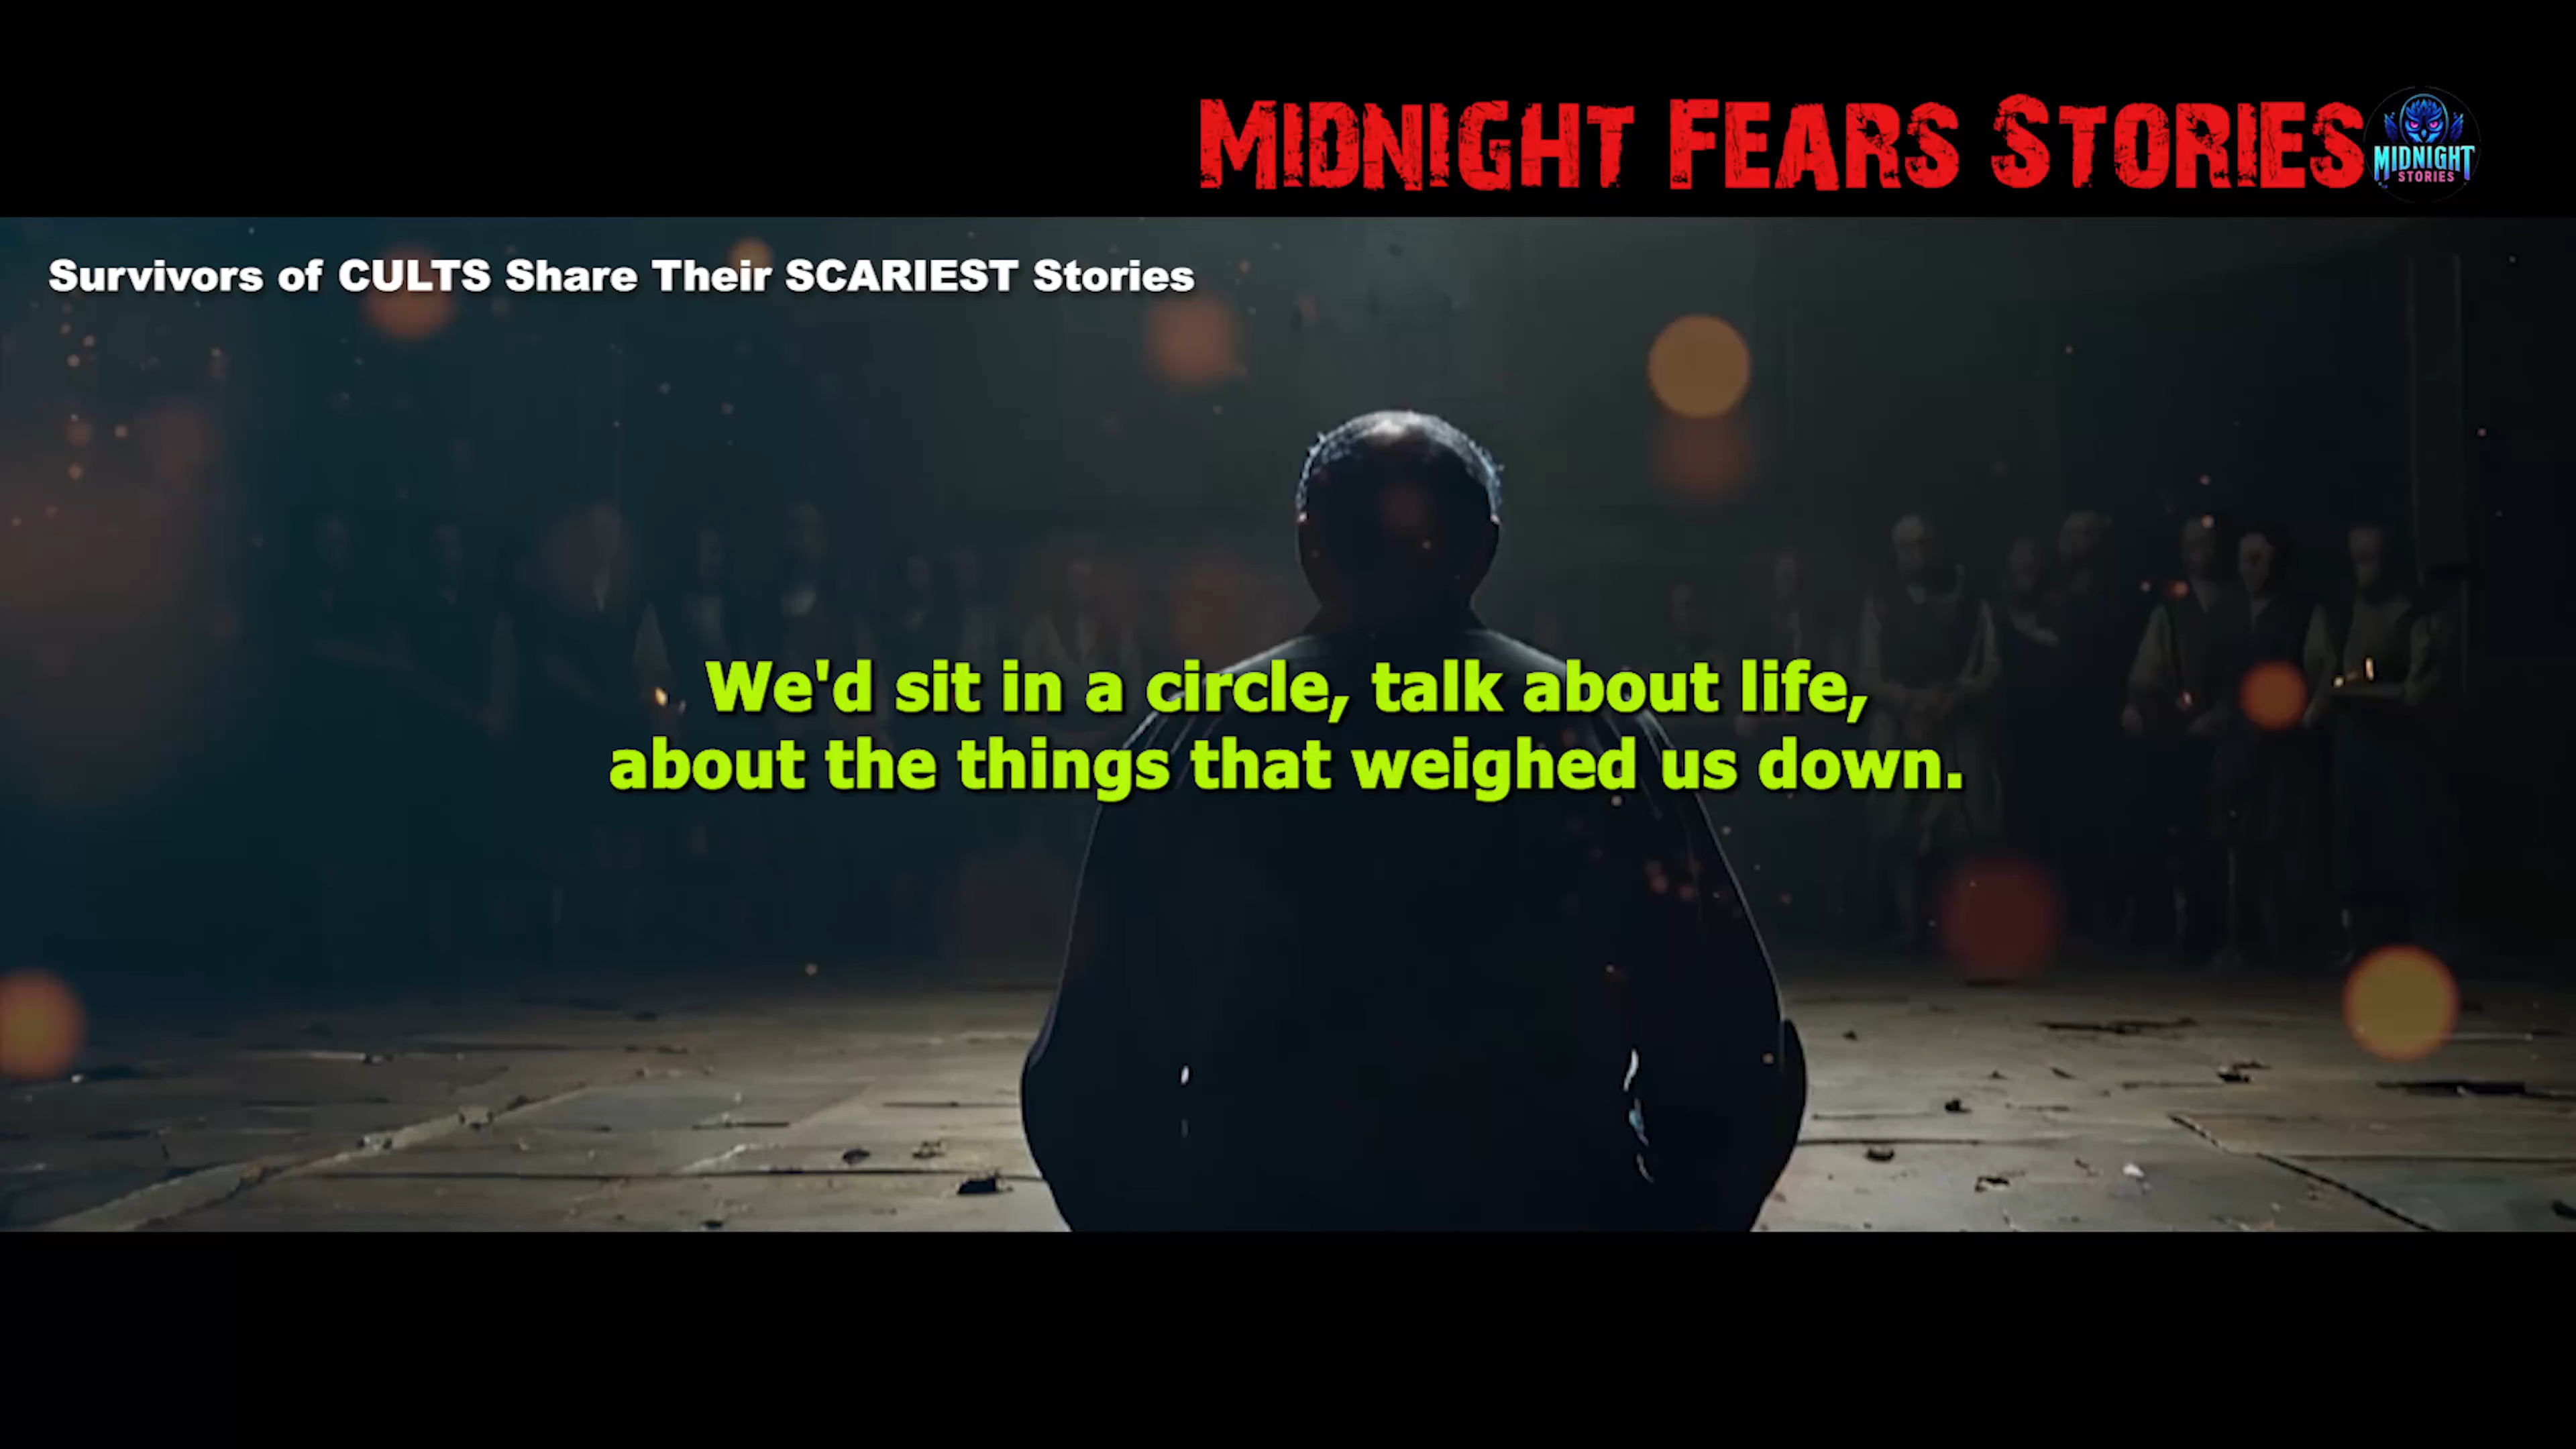 MIDNIGHT FEARS STORIES
MIDNIGHT
STORIES
Survivors of CULTS Share Their SCARIEST Stories
We'd sit in a circle, talk about life,
about the things that weighed us down.